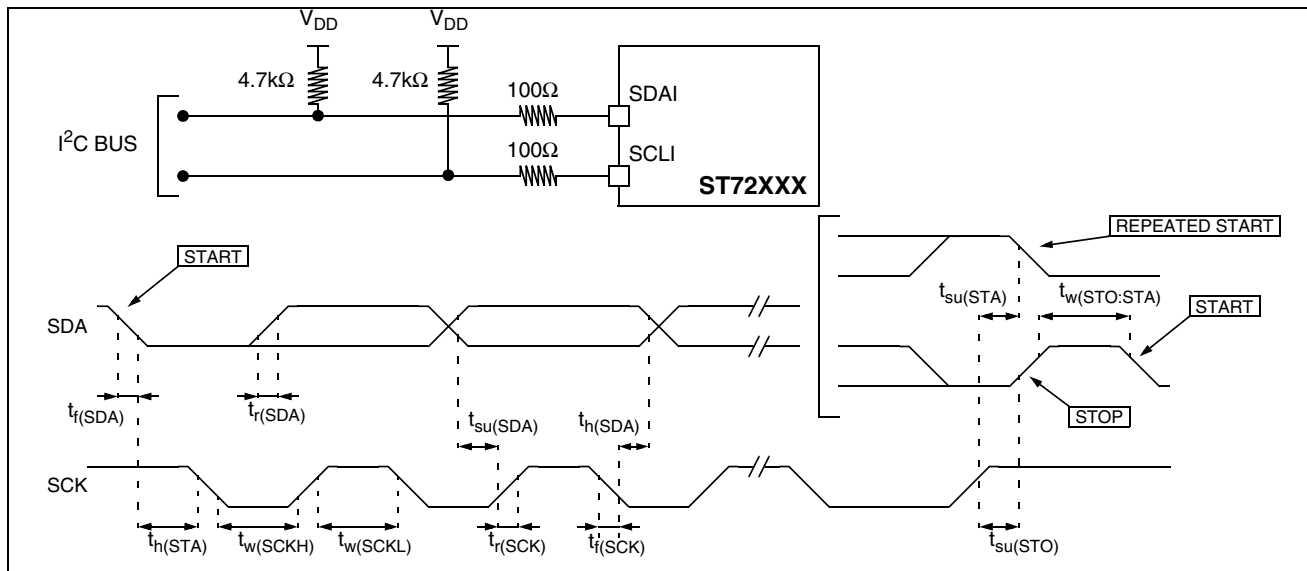 VDD VDD
4.7kΩ 4.7kΩ
100Ω
SDAI
I2C BUS
100Ω
SCLI
ST72XXX
REPEATED START
START
tsu(STA) tw(STO:STA)
START
SDA
tf(SDA) tr(SDA)
STOP
tsu(SDA) th(SDA)
SCK
th(STA) tw(SCKH) tw(SCKL) tr(SCK) tf(SCK) tsu(STO)